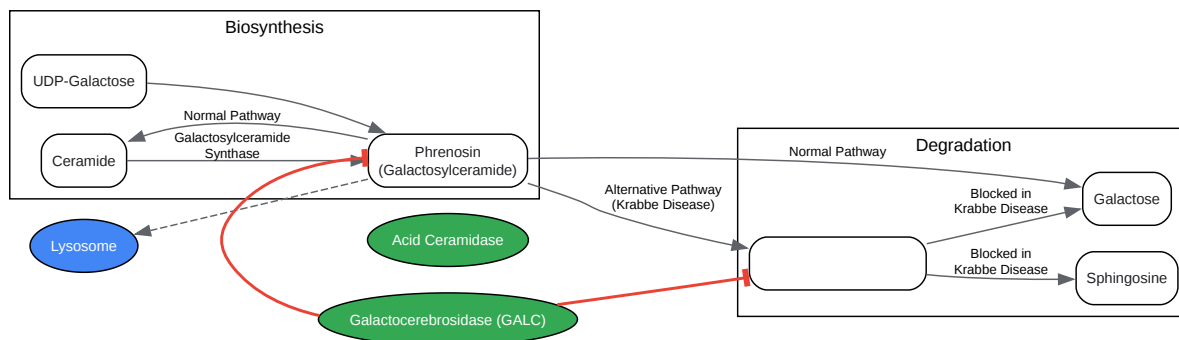 Biosynthesis
UDP-Galactose
Normal Pathway
Galactosylceramide
Synthase
Ceramide
Phrenosin
(Galactosylceramide)
Degradation
Normal Pathway
Alternative Pathway
(Krabbe Disease)
Blocked in
Krabbe Disease
Galactose
Blocked in
Krabbe Disease
Sphingosine
Lysosome
Acid Ceramidase
Galactocerebrosidase (GALC)